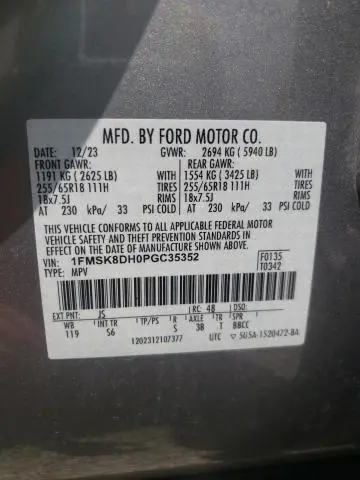 MFD. BY FORD MOTOR CO.
DATE: 12/23 GVWR: 2694 KG ( 5940 LB)
FRONT GAWR: REAR GAWR:
1191 KG ( 2625 LB) WITH 1554 KG ( 3425 LB) WITH
255/65R18 111H TIRES 255/65R18 111H TIRES
18x7.5J RIMS 18x7.5J RIMS
AT 230 kPa/ 33 PSI COLD AT 230 kPa/ 33 PSI COLD
THIS VEHICLE CONFORMS TO ALL APPLICABLE FEDERAL MOTOR
VEHICLE SAFETY AND THEFT PREVENTION STANDARDS IN
EFFECT ON THE DATE OF MANUFACTURE SHOWN ABOVE.
VIN: 1FMSK8DH0PGC35352 F0135
TYPE: MPV T0342
EXT PNT: JS RC: 48 DSO:
WB INT TR TP/PS R AXLE TR SPR
119 S6 S 3B T BBCC
1202312107377 UTC 5U5A-1520472-BA